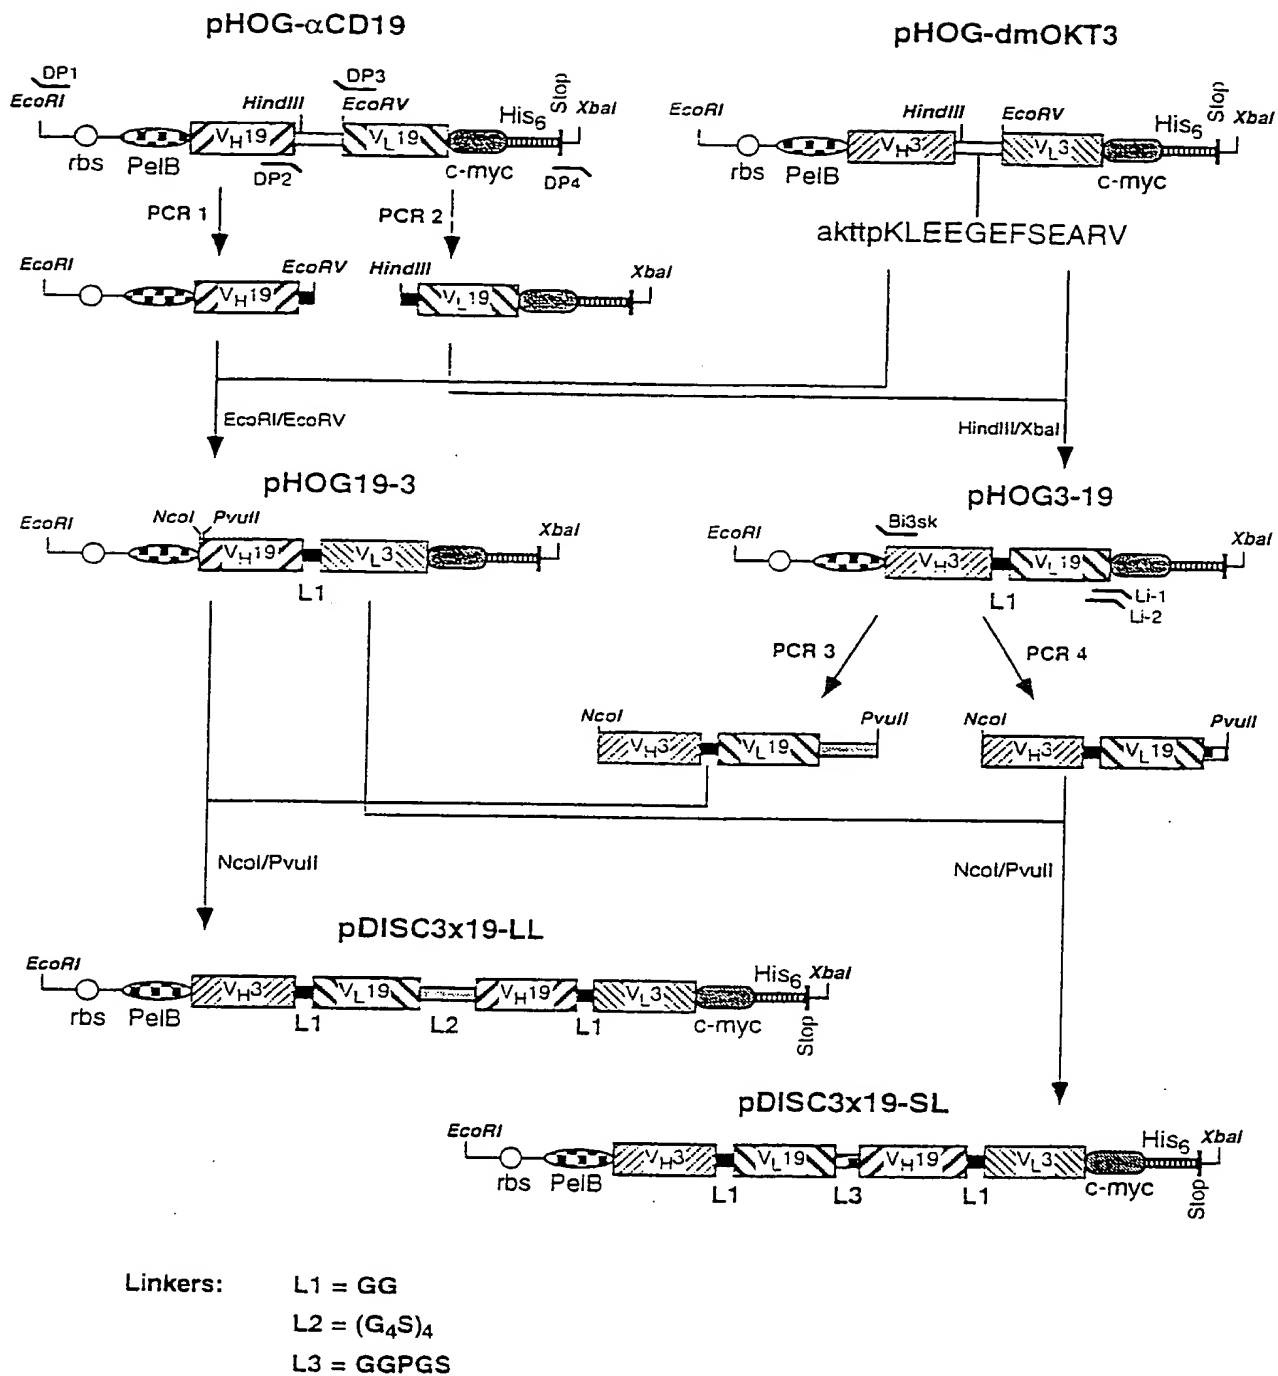 pHOG-αCD19
pHOG-dmOKT3
DP1
EcoRI
HindIII
DP3
EcoRV
His6
Stop
XbaI
rbs
PelB
VH19
DP2
VL19
c-myc
DP4
EcoRI
HindIII
EcoRV
His6
Stop
XbaI
rbs
PelB
VH3
VL3
c-myc
akttpKLEEGEFSEARV
PCR 1
PCR 2
EcoRI
VH19
EcoRV
HindIII
VL19
XbaI
EcoRI/EcoRV
HindIII/XbaI
pHOG19-3
pHOG3-19
EcoRI
NcoI
PvuII
VH19
L1
VL3
XbaI
EcoRI
Bi3sk
VH3
L1
VL19
XbaI
Li-1
Li-2
PCR 3
PCR 4
NcoI
VH3
VL19
PvuII
NcoI
VH3
VL19
PvuII
NcoI/PvuII
NcoI/PvuII
pDISC3x19-LL
EcoRI
rbs
PelB
VH3
L1
VL19
L2
VH19
L1
VL3
c-myc
His6
Stop
XbaI
pDISC3x19-SL
EcoRI
rbs
PelB
VH3
L1
VL19
L3
VH19
L1
VL3
c-myc
His6
Stop
XbaI
Linkers:
L1 = GG
L2 = (G4S)4
L3 = GGPGS